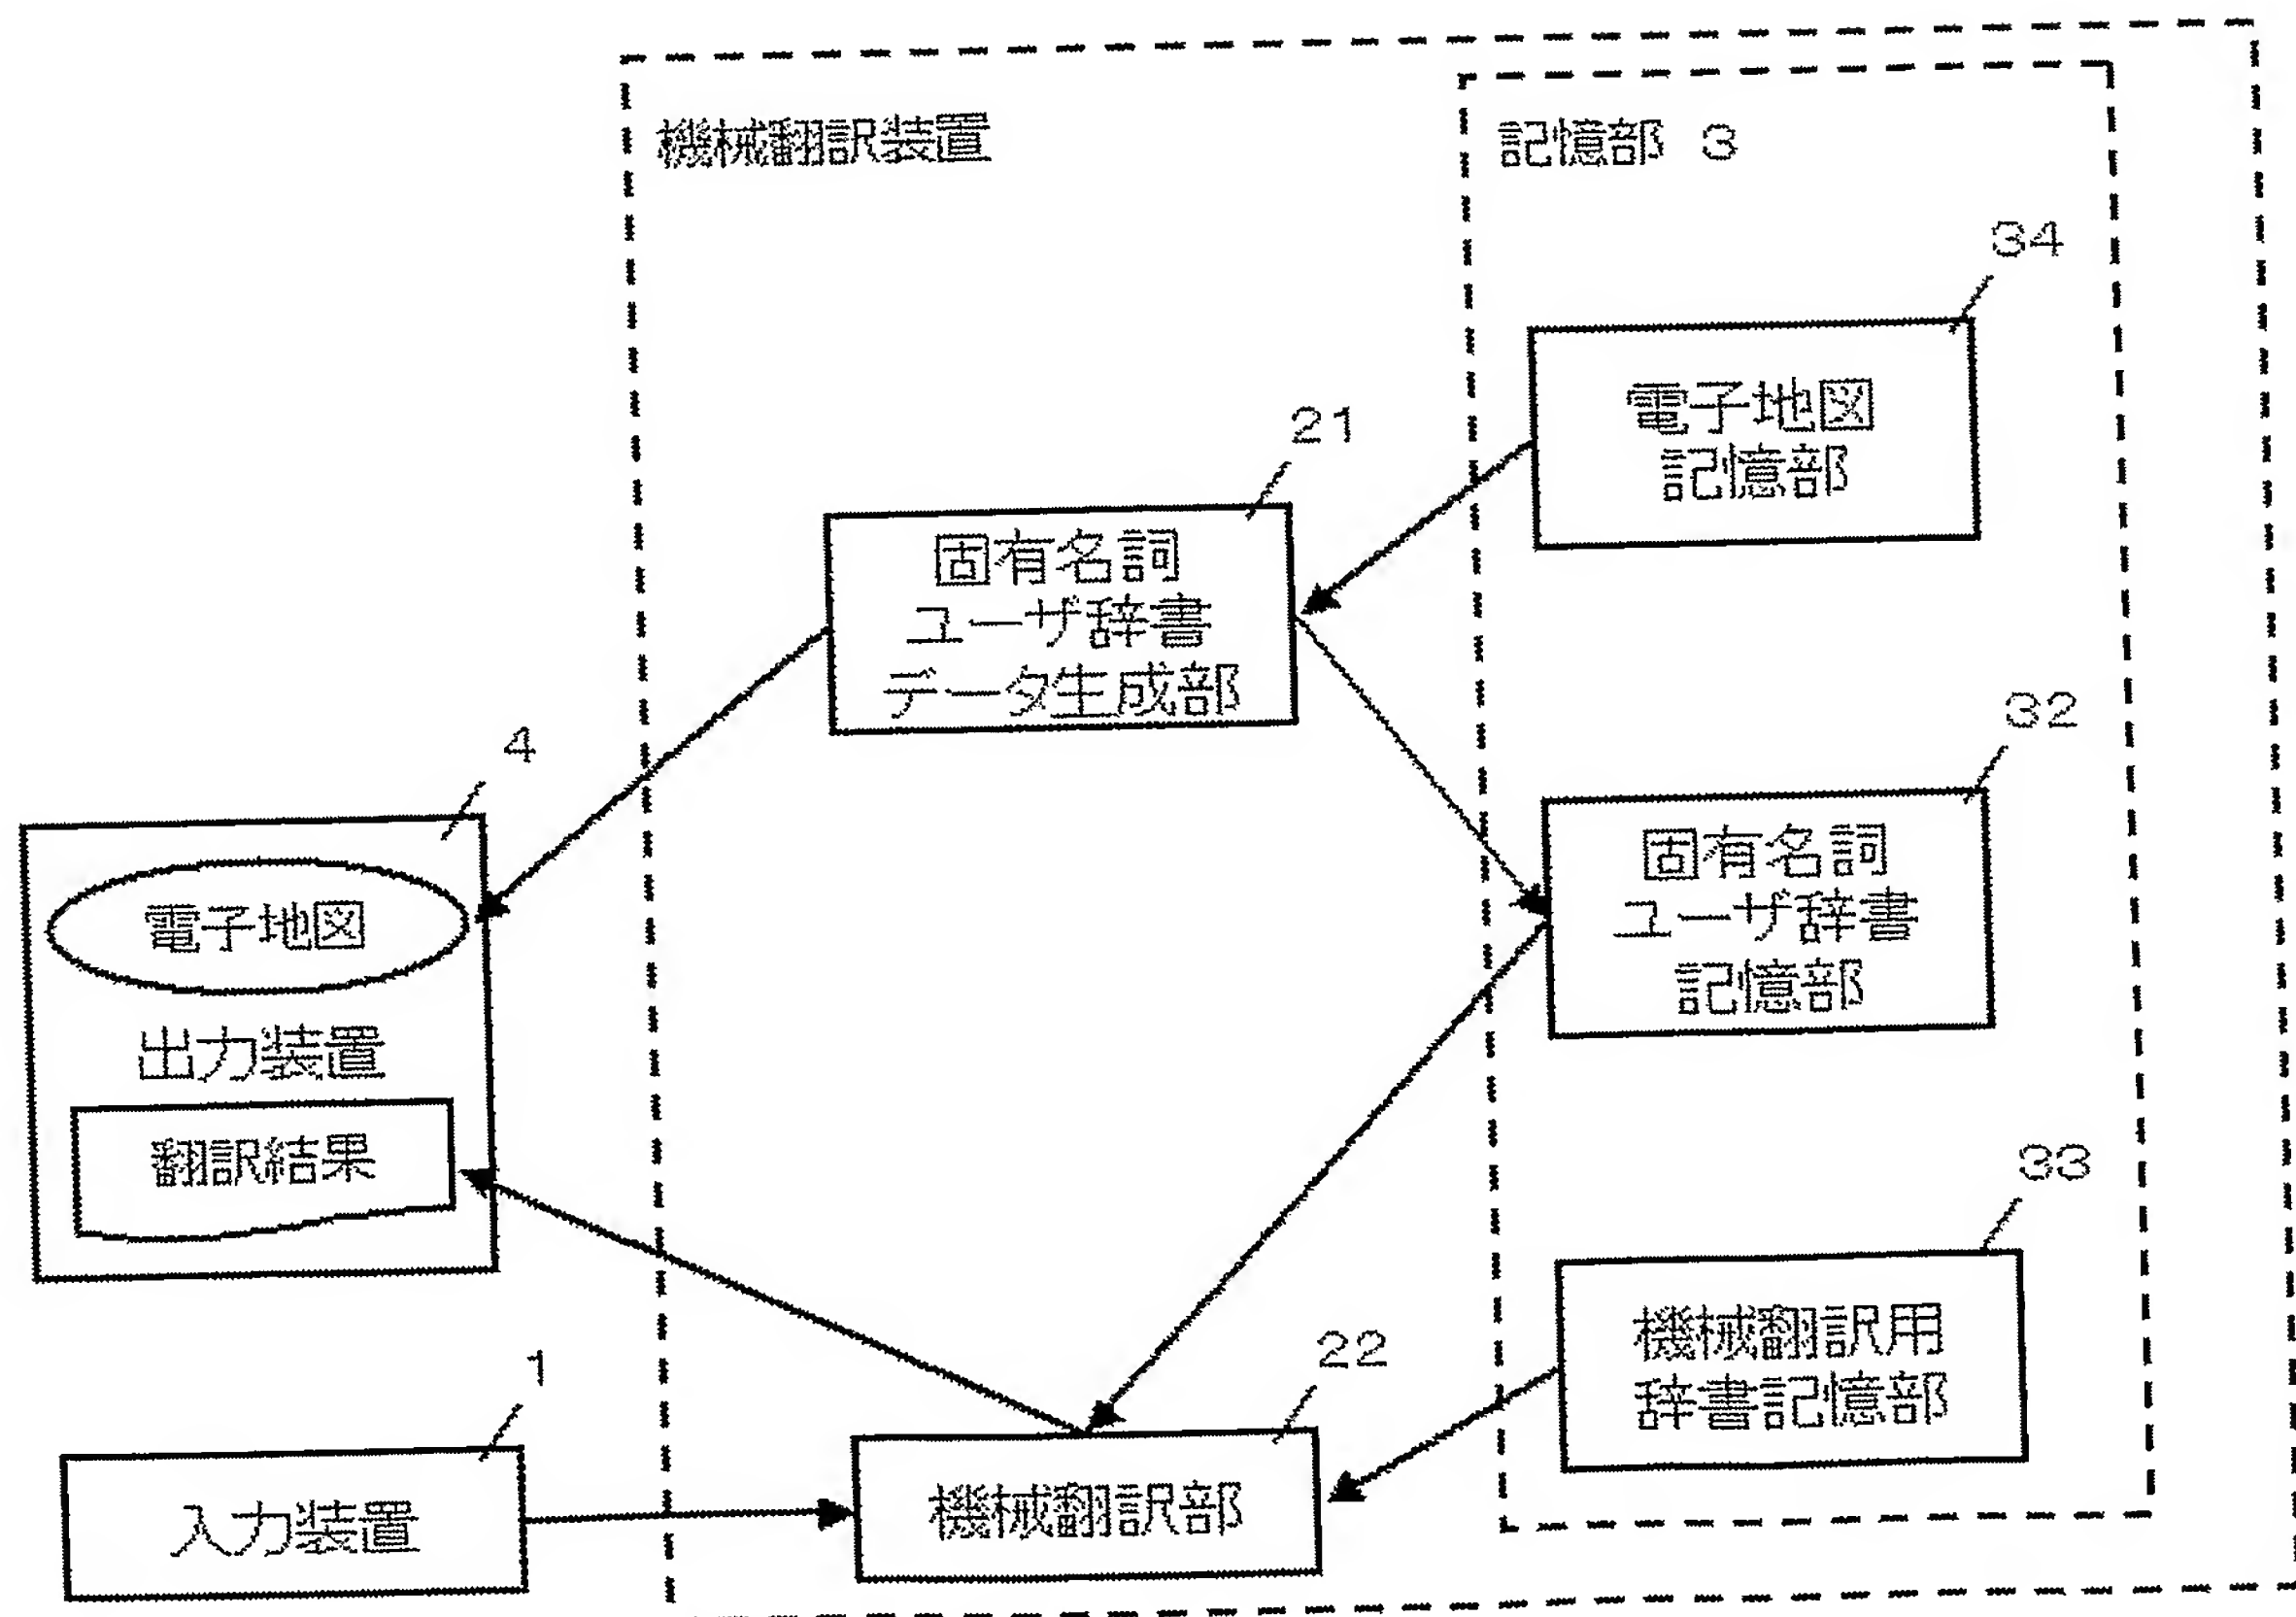 機械翻訳装置
記憶部 3
34
電子地図
記憶部
21
固有名詞
ユーザ辞書
データ生成部
32
固有名詞
ユーザ辞書
記憶部
4
電子地図
出力装置
翻訳結果
33
機械翻訳用
辞書記憶部
22
機械翻訳部
1
入力装置